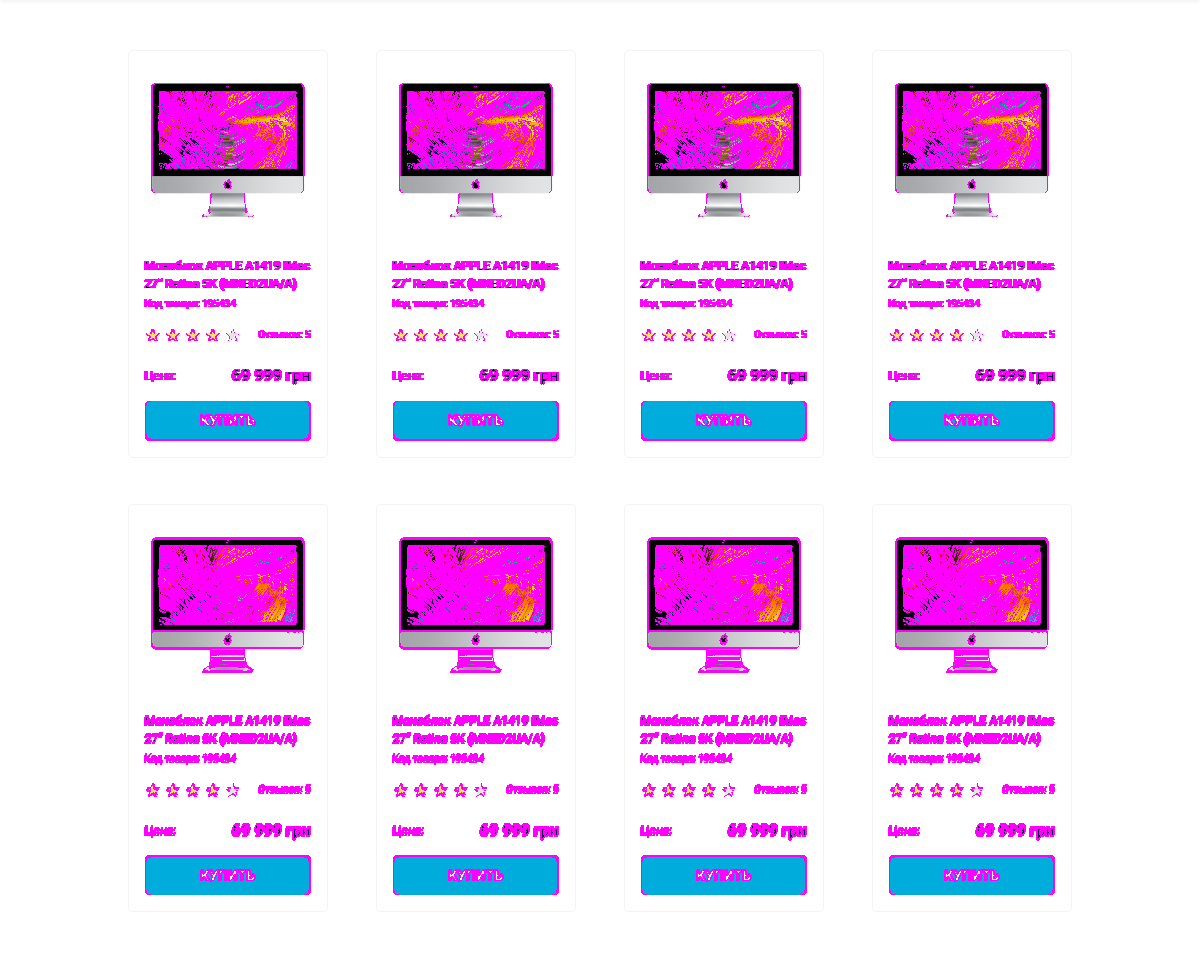 Моноблок APPLE A1419 iMac
27" Retina 5K (MNED2UA/A)
Код товара: 195434
Отзывов: 5
Цена: 69 999 грн
КУПИТЬ
Моноблок APPLE A1419 iMac
27" Retina 5K (MNED2UA/A)
Код товара: 195434
Отзывов: 5
Цена: 69 999 грн
КУПИТЬ
Моноблок APPLE A1419 iMac
27" Retina 5K (MNED2UA/A)
Код товара: 195434
Отзывов: 5
Цена: 69 999 грн
КУПИТЬ
Моноблок APPLE A1419 iMac
27" Retina 5K (MNED2UA/A)
Код товара: 195434
Отзывов: 5
Цена: 69 999 грн
КУПИТЬ
Моноблок APPLE A1419 iMac
27" Retina 5K (MNED2UA/A)
Код товара: 195434
Отзывов: 5
Цена: 69 999 грн
КУПИТЬ
Моноблок APPLE A1419 iMac
27" Retina 5K (MNED2UA/A)
Код товара: 195434
Отзывов: 5
Цена: 69 999 грн
КУПИТЬ
Моноблок APPLE A1419 iMac
27" Retina 5K (MNED2UA/A)
Код товара: 195434
Отзывов: 5
Цена: 69 999 грн
КУПИТЬ
Моноблок APPLE A1419 iMac
27" Retina 5K (MNED2UA/A)
Код товара: 195434
Отзывов: 5
Цена: 69 999 грн
КУПИТЬ